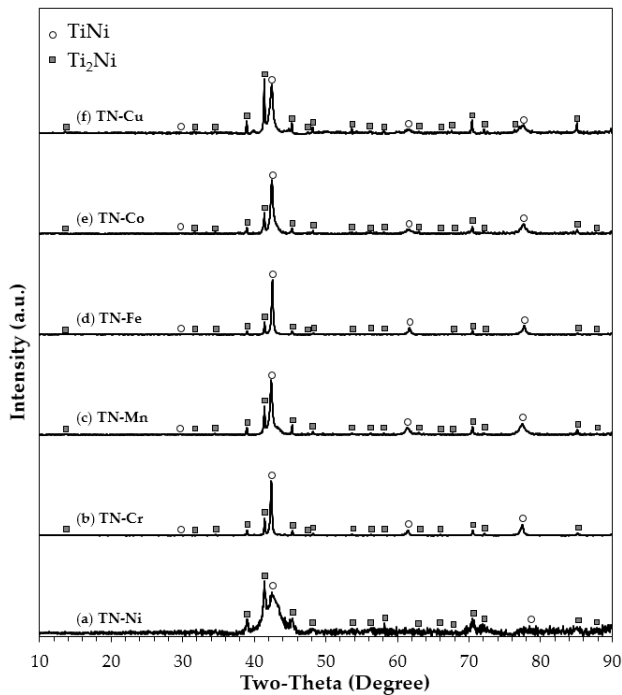 TiNi
Ti₂Ni
(f) TN-Cu
(e) TN-Co
(d) TN-Fe
(c) TN-Mn
(b) TN-Cr
(a) TN-Ni
Intensity (a.u.)
10 20 30 40 50 60 70 80 90
Two-Theta (Degree)